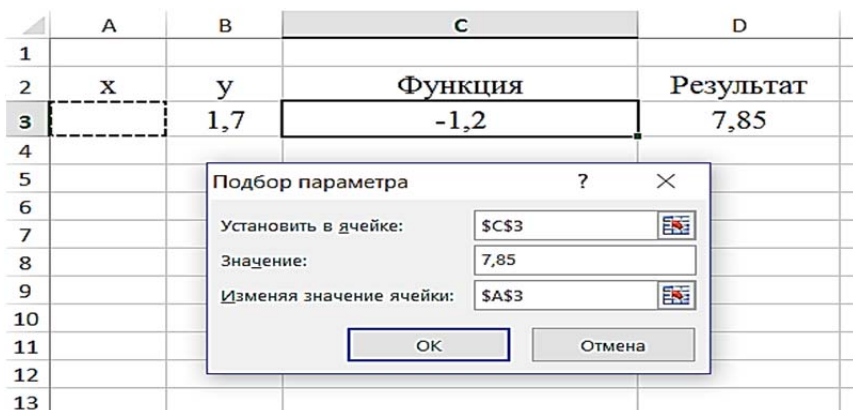 A B C D
1
2 x y Функция Результат
3 1,7 -1,2 7,85
4
5
6
7
8
9
10
11
12
13
Подбор параметра ? ×
Установить в ячейке: $C$3
Значение: 7,85
Изменяя значение ячейки: $A$3
ОК Отмена